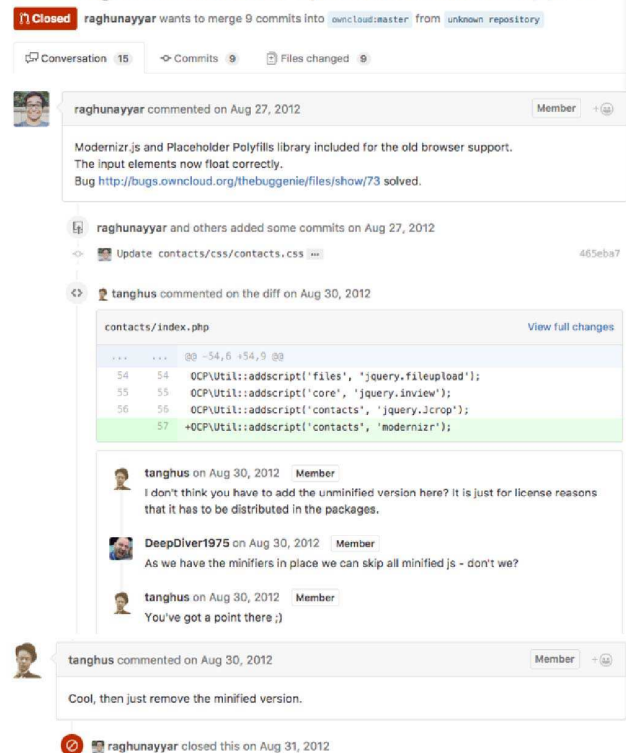 Closed raghunayyar wants to merge 9 commits into owncloud:master from unknown repository
Conversation 15 Commits 9 Files changed 9
raghunayyar commented on Aug 27, 2012 Member
Modernizr.js and Placeholder Polyfills library included for the old browser support.
The input elements now float correctly.
Bug http://bugs.owncloud.org/thebuggenie/files/show/73 solved.
raghunayyar and others added some commits on Aug 27, 2012
Update contacts/css/contacts.css ... 465eba7
tanghus commented on the diff on Aug 30, 2012
contacts/index.php View full changes
... ... @@ -54,6 +54,9 @@
54 54 OCP\Util::addscript('files', 'jquery.fileupload');
55 55 OCP\Util::addscript('core', 'jquery.inview');
56 56 OCP\Util::addscript('contacts', 'jquery.Jcrop');
57 +OCP\Util::addscript('contacts', 'modernizr');
tanghus on Aug 30, 2012 Member
I don't think you have to add the unminified version here? It is just for license reasons
that it has to be distributed in the packages.
DeepDiver1975 on Aug 30, 2012 Member
As we have the minifiers in place we can skip all minified js - don't we?
tanghus on Aug 30, 2012 Member
You've got a point there ;)
tanghus commented on Aug 30, 2012 Member
Cool, then just remove the minified version.
raghunayyar closed this on Aug 31, 2012